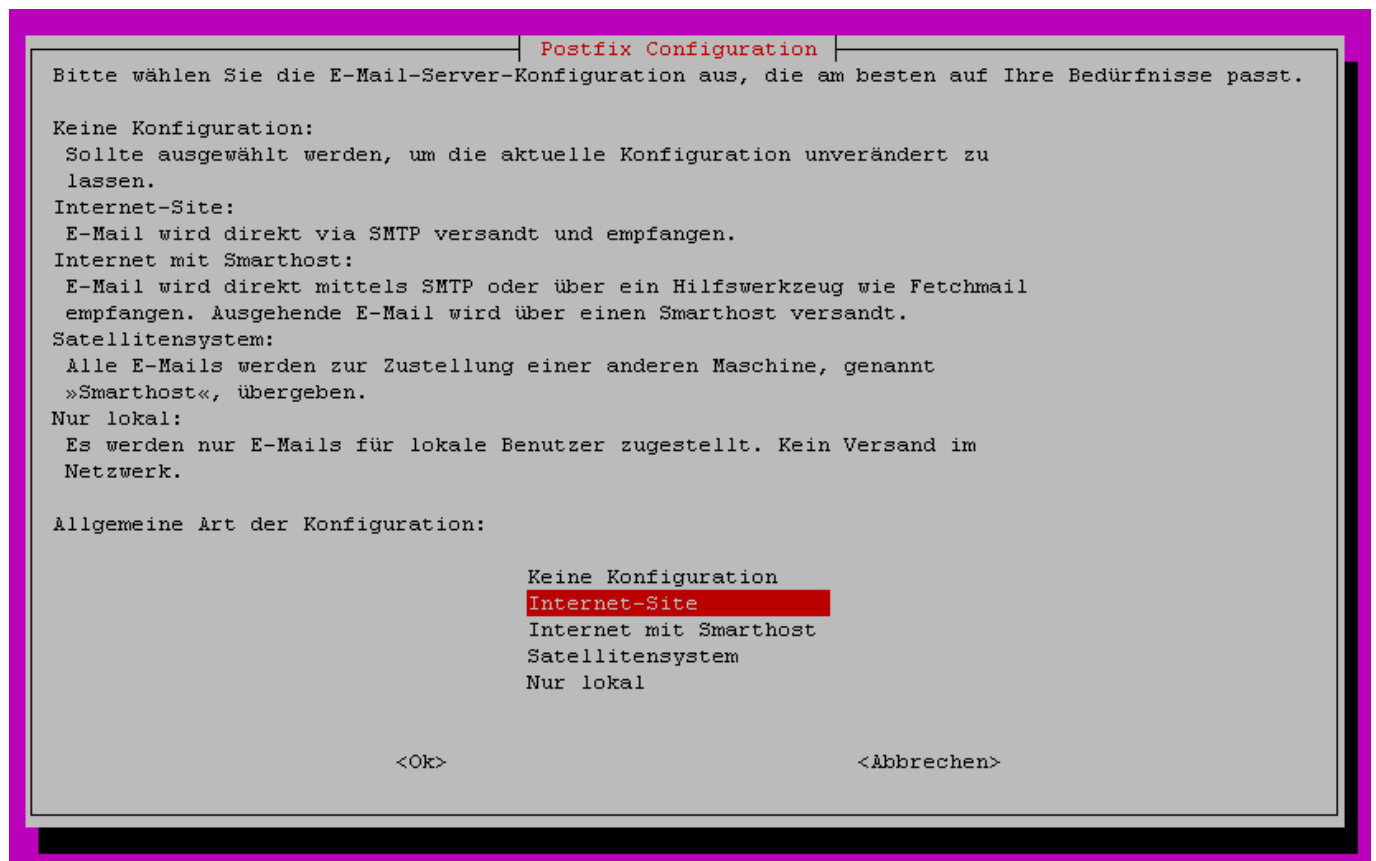 Postfix Configuration
Bitte wählen Sie die E-Mail-Server-Konfiguration aus, die am besten auf Ihre Bedürfnisse passt.
Keine Konfiguration:
Sollte ausgewählt werden, um die aktuelle Konfiguration unverändert zu
lassen.
Internet-Site:
E-Mail wird direkt via SMTP versandt und empfangen.
Internet mit Smarthost:
E-Mail wird direkt mittels SMTP oder über ein Hilfswerkzeug wie Fetchmail
empfangen. Ausgehende E-Mail wird über einen Smarthost versandt.
Satellitensystem:
Alle E-Mails werden zur Zustellung einer anderen Maschine, genannt
»Smarthost«, übergeben.
Nur lokal:
Es werden nur E-Mails für lokale Benutzer zugestellt. Kein Versand im
Netzwerk.
Allgemeine Art der Konfiguration:
Keine Konfiguration
Internet-Site
Internet mit Smarthost
Satellitensystem
Nur lokal
<Ok> <Abbrechen>